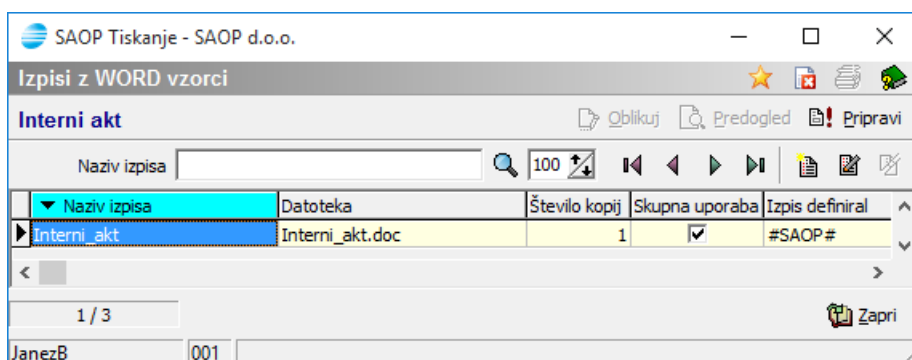 SAOP Tiskanje - SAOP d.o.o.
Izpisi z WORD vzorci
Interni akt Oblikuj Predogled Pripravi
Naziv izpisa 100
Naziv izpisa Datoteka Število kopij Skupna uporaba Izpis definiral
Interni_akt Interni_akt.doc 1 #SAOP#
1 / 3 Zapri
JanezB 001